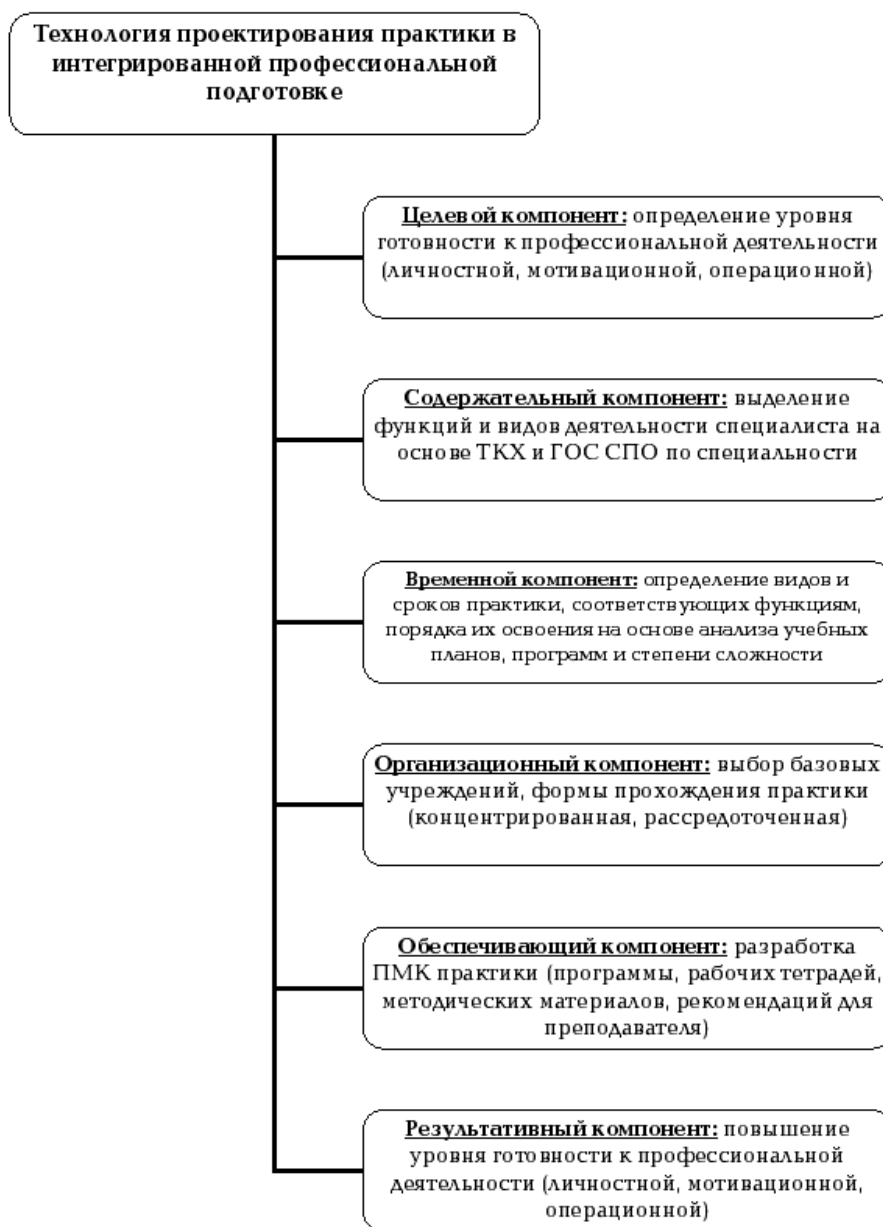 Технология проектирования практики в
интегрированной профессиональной
подготовке
Целевой компонент: определение уровня
готовности к профессиональной деятельности
(личностной, мотивационной, операционной)
Содержательный компонент: выделение
функций и видов деятельности специалиста на
основе ТКХ и ГОС СПО по специальности
Временной компонент: определение видов и
сроков практики, соответствующих функциям,
порядка их освоения на основе анализа учебных
планов, программ и степени сложности
Организационный компонент: выбор базовых
учреждений, формы прохождения практики
(концентрированная, рассредоточенная)
Обеспечивающий компонент: разработка
ПМК практики (программы, рабочих тетрадей,
методических материалов, рекомендаций для
преподавателя)
Результативный компонент: повышение
уровня готовности к профессиональной
деятельности (личностной, мотивационной,
операционной)